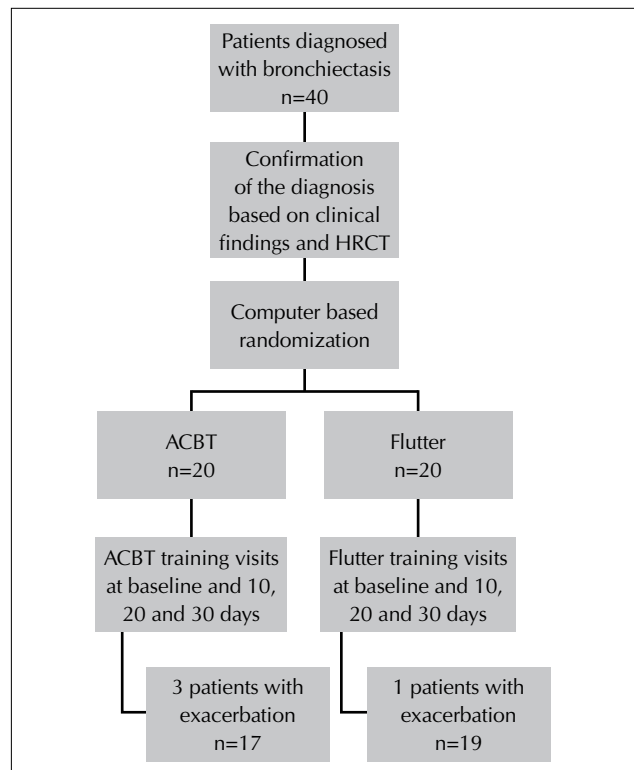 Patients diagnosed
with bronchiectasis
n=40
Confirmation
of the diagnosis
based on clinical
findings and HRCT
Computer based
randomization
ACBT
n=20
Flutter
n=20
ACBT training visits
at baseline and 10,
20 and 30 days
Flutter training visits
at baseline and 10,
20 and 30 days
3 patients with
exacerbation
n=17
1 patients with
exacerbation
n=19